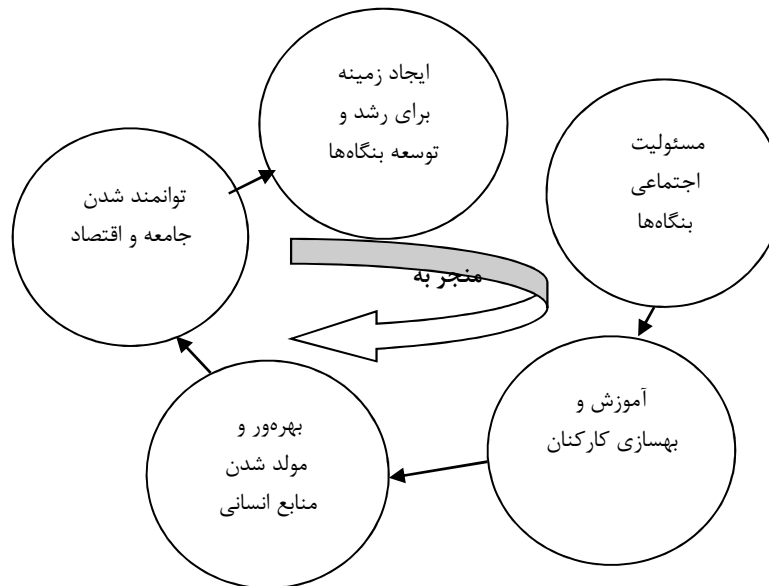 ایجاد زمینه
برای رشد و
توسعه بنگاه‌ها
مسئولیت
اجتماعی
بنگاه‌ها
توانمند شدن
جامعه و اقتصاد
منجر به
آموزش و
بهسازی کارکنان
بهره‌ور و
مولد شدن
منابع انسانی